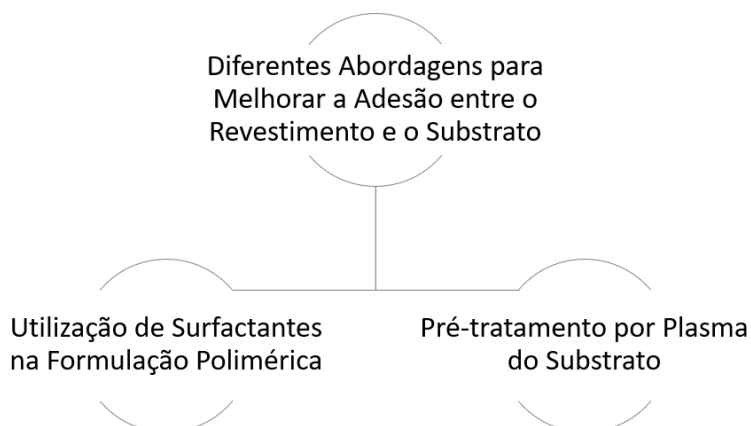 Diferentes Abordagens para
Melhorar a Adesão entre o
Revestimento e o Substrato
Utilização de Surfactantes
na Formulação Polimérica
Pré-tratamento por Plasma
do Substrato